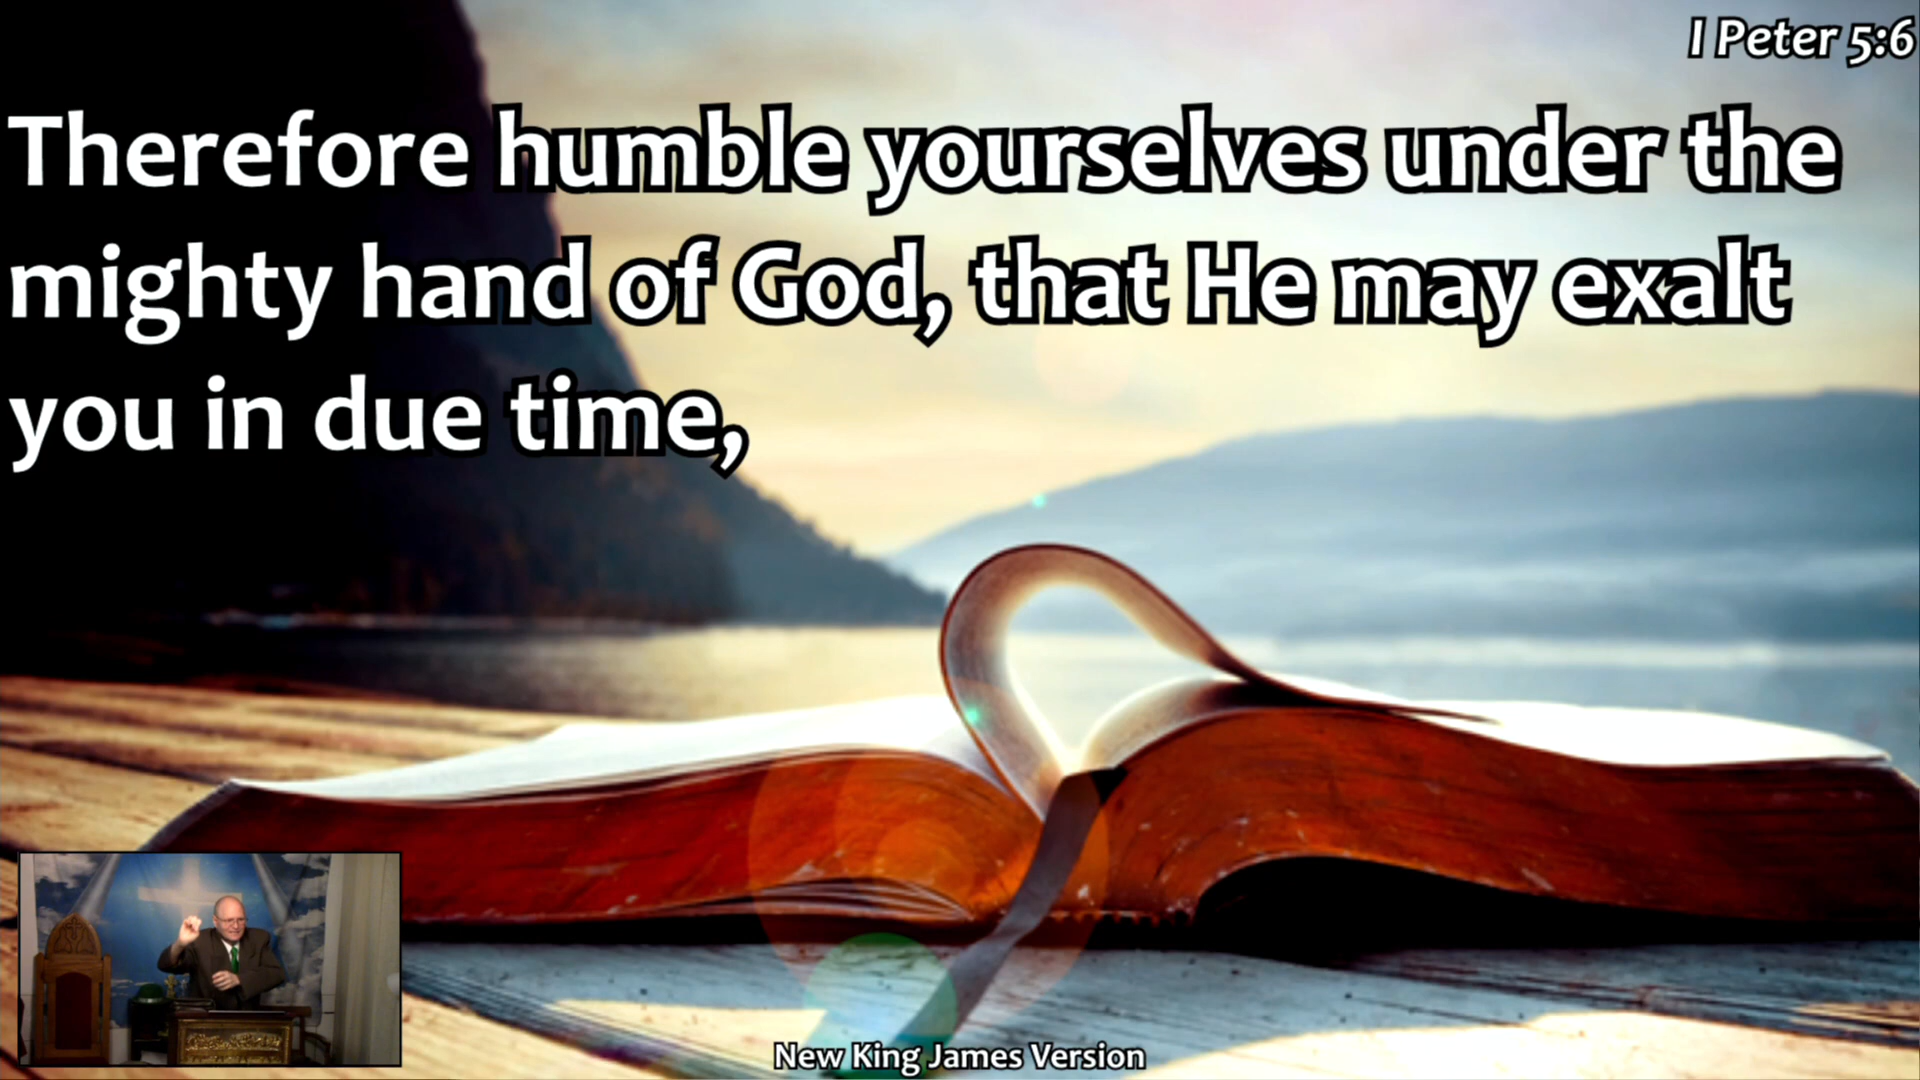 I Peter 5:6
Therefore humble yourselves under the
mighty hand of God, that He may exalt
you in due time,
New King James Version